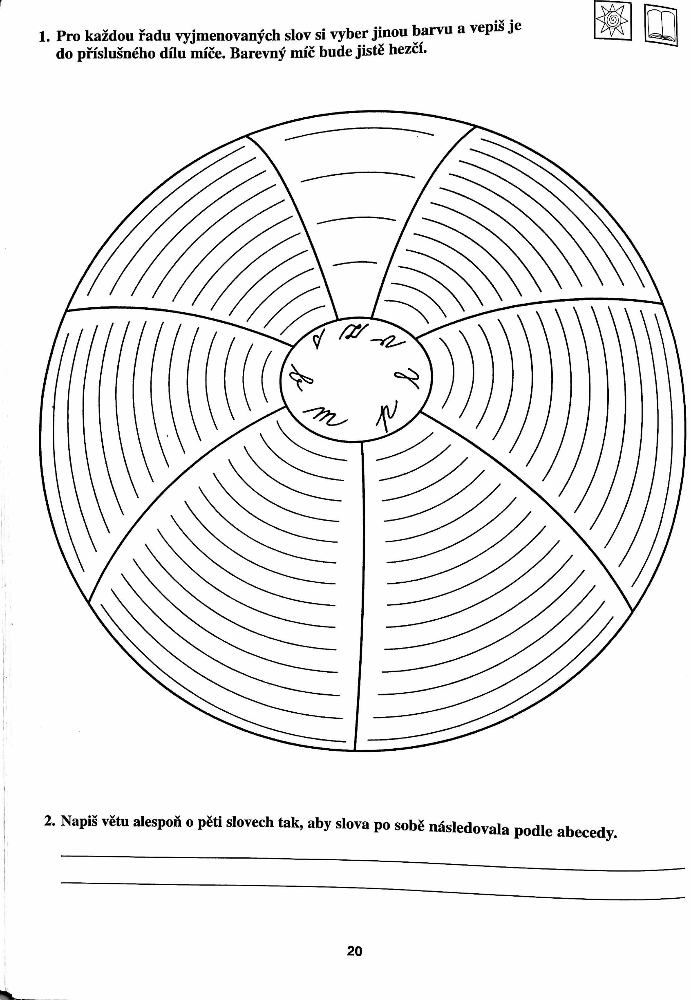 1. Pro každou řadu vyjmenovaných slov si vyber jinou barvu a vepiš je
do příslušného dílu míče. Barevný míč bude jistě hezčí.
s z v
b l
m p
2. Napiš větu alespoň o pěti slovech tak, aby slova po sobě následovala podle abecedy.
20